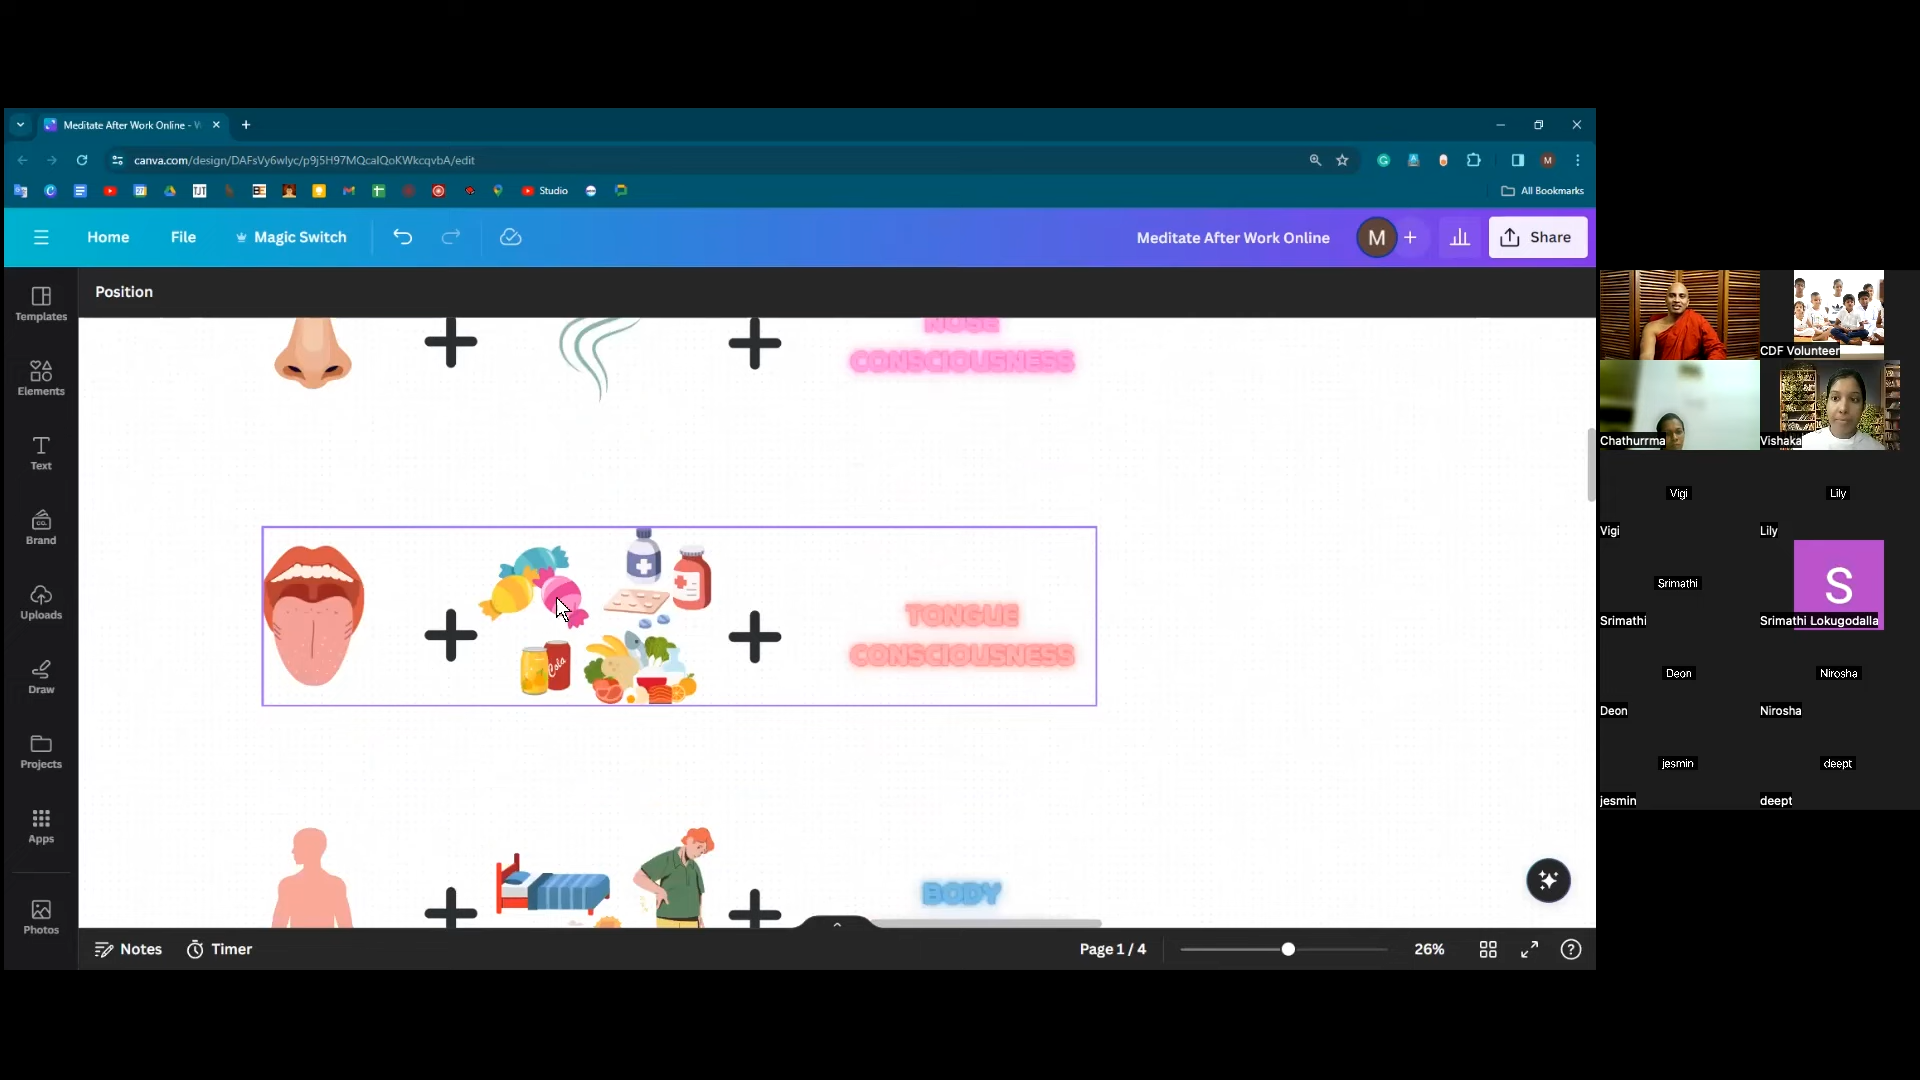 Meditate After Work Online - W
canva.com/design/DAFsVy6wlyc/p9j5H97MQcalQoKWkcqvbA/edit
Studio
All Bookmarks
Home
File
Magic Switch
Meditate After Work Online
M
Share
Position
Templates
Elements
Text
Brand
Uploads
Draw
Projects
Apps
Photos
NOSE
CONSCIOUSNESS
Cola
TONGUE
CONSCIOUSNESS
BODY
Notes
Timer
Page 1 / 4
26%
CDF Volunteer
Chathurrma
Vishaka
Vigi
Lily
Vigi
Lily
Srimathi
S
Srimathi
Srimathi Lokugodalla
Deon
Nirosha
Deon
Nirosha
jesmin
deept
jesmin
deept